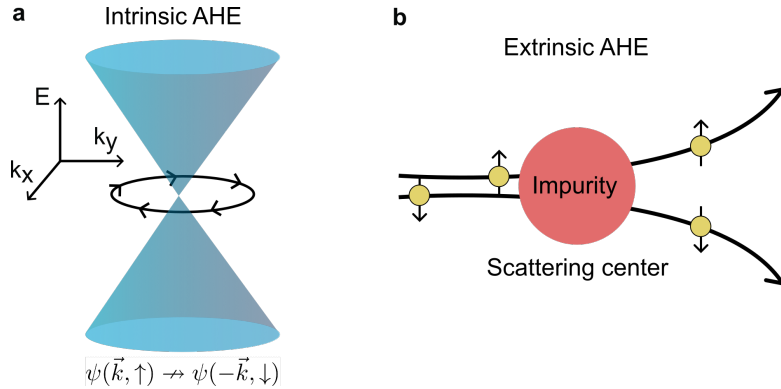 a
Intrinsic AHE
E
k_y
k_x
ψ(k⃗, ↑) ↛ ψ(−k⃗, ↓)
b
Extrinsic AHE
Impurity
Scattering center